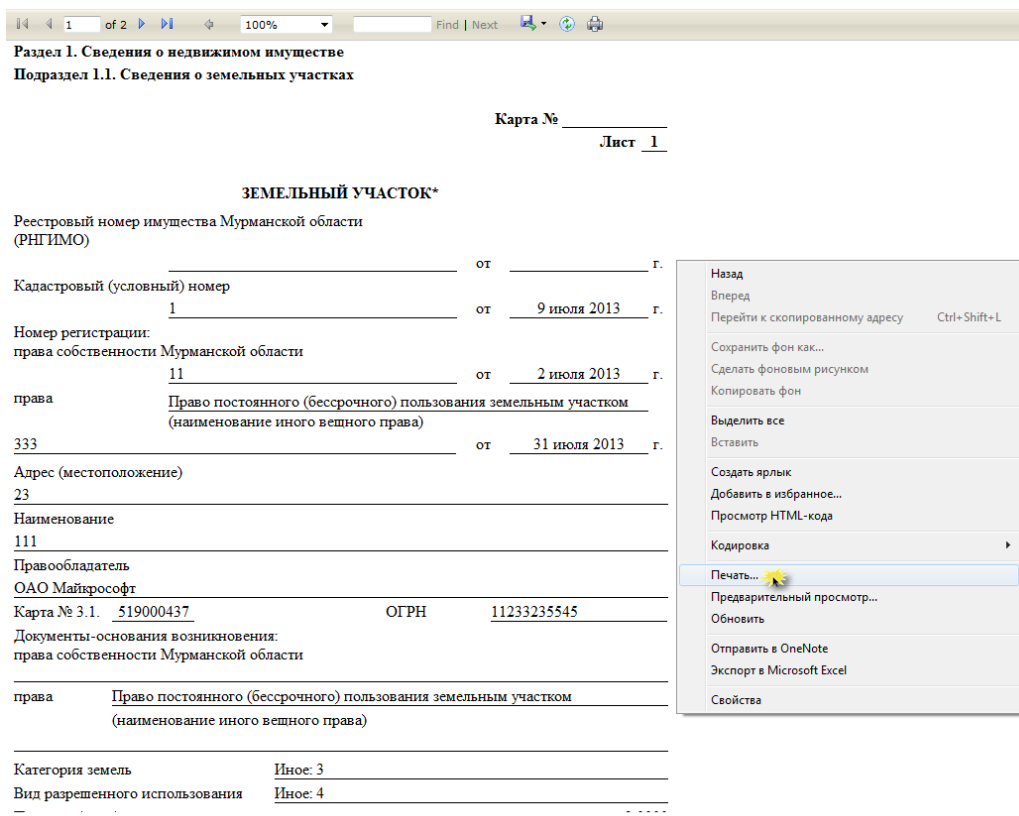 1 of 2 100% Find | Next
Раздел 1. Сведения о недвижимом имуществе
Подраздел 1.1. Сведения о земельных участках
Карта №
Лист 1
ЗЕМЕЛЬНЫЙ УЧАСТОК*
Реестровый номер имущества Мурманской области
(РНГИМО)
от г.
Кадастровый (условный) номер
1 от 9 июля 2013 г.
Номер регистрации:
права собственности Мурманской области
11 от 2 июля 2013 г.
права Право постоянного (бессрочного) пользования земельным участком
(наименование иного вещного права)
333 от 31 июля 2013 г.
Адрес (местоположение)
23
Наименование
111
Правообладатель
ОАО Майкрософт
Карта № 3.1. 519000437 ОГРН 11233235545
Документы-основания возникновения:
права собственности Мурманской области
права Право постоянного (бессрочного) пользования земельным участком
(наименование иного вещного права)
Категория земель Иное: 3
Вид разрешенного использования Иное: 4
Назад
Вперед
Перейти к скопированному адресу Ctrl+Shift+L
Сохранить фон как...
Сделать фоновым рисунком
Копировать фон
Выделить все
Вставить
Создать ярлык
Добавить в избранное...
Просмотр HTML-кода
Кодировка
Печать...
Предварительный просмотр...
Обновить
Отправить в OneNote
Экспорт в Microsoft Excel
Свойства